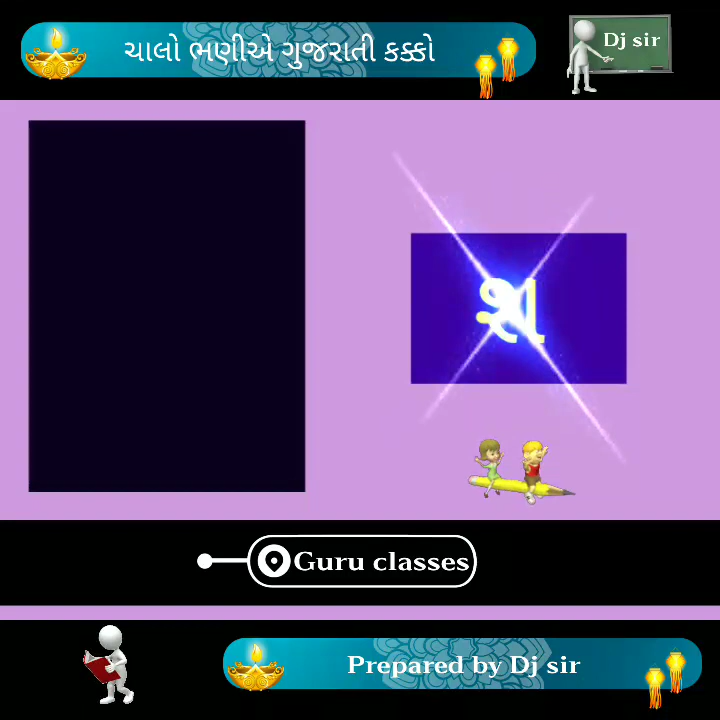 ચાલો ભણીએ ગુજરાતી કક્કો
Dj sir
શ
Guru classes
Prepared by Dj sir